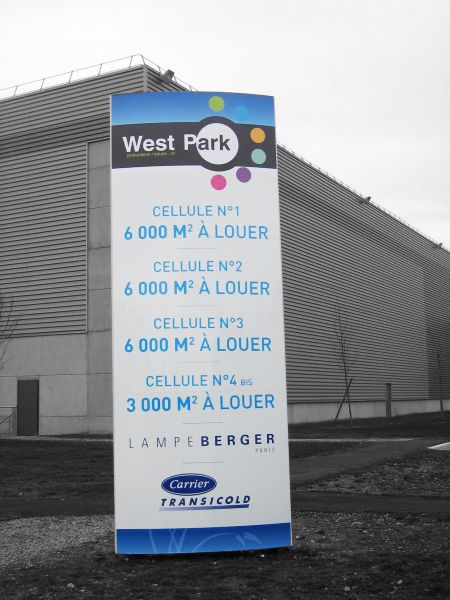 West Park
CELLULE N°1
6 000 M² À LOUER
CELLULE N°2
6 000 M² À LOUER
CELLULE N°3
6 000 M² À LOUER
CELLULE N°4 BIS
3 000 M² À LOUER
LAMPE BERGER
PARIS
Carrier
TRANSICOLD